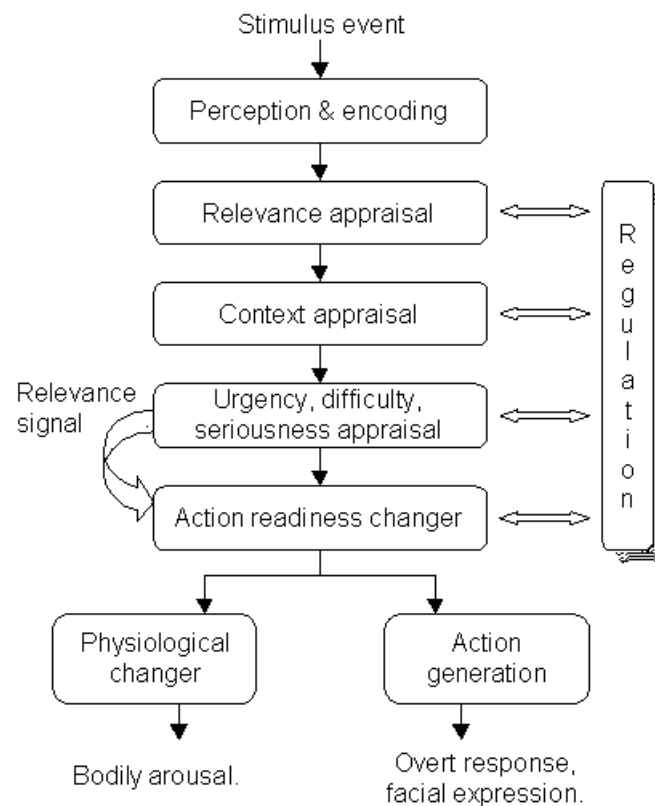 Stimulus event
Perception & encoding
Relevance appraisal
Context appraisal
Relevance
signal
Urgency, difficulty,
seriousness appraisal
Action readiness changer
Regulation
Physiological
changer
Action
generation
Bodily arousal.
Overt response,
facial expression.